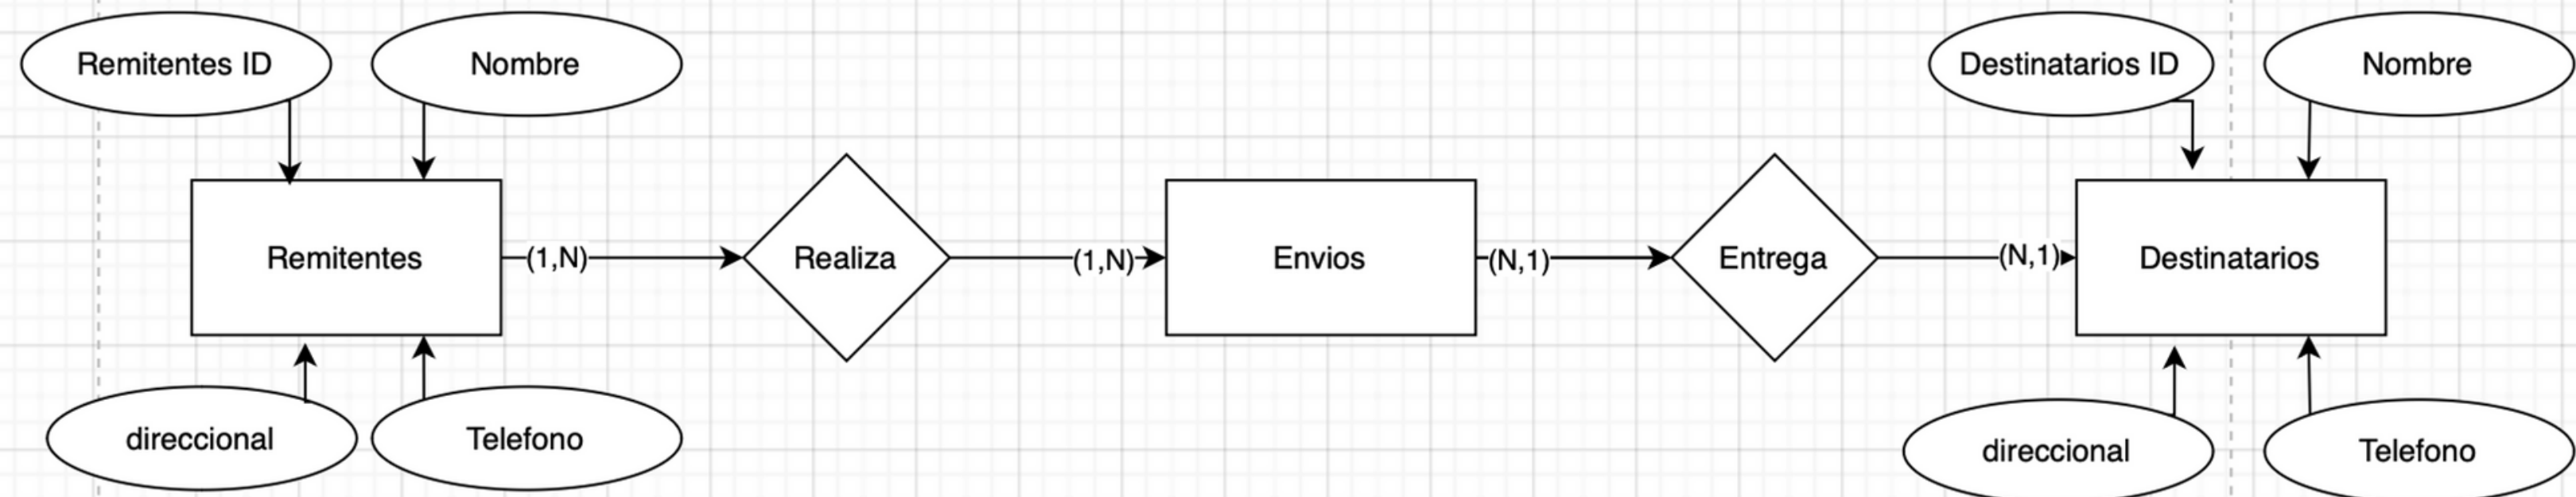 Remitentes ID
Nombre
Destinatarios ID
Nombre
Remitentes
(1,N)
Realiza
(1,N)
Envios
(N,1)
Entrega
(N,1)
Destinatarios
direccional
Telefono
direccional
Telefono